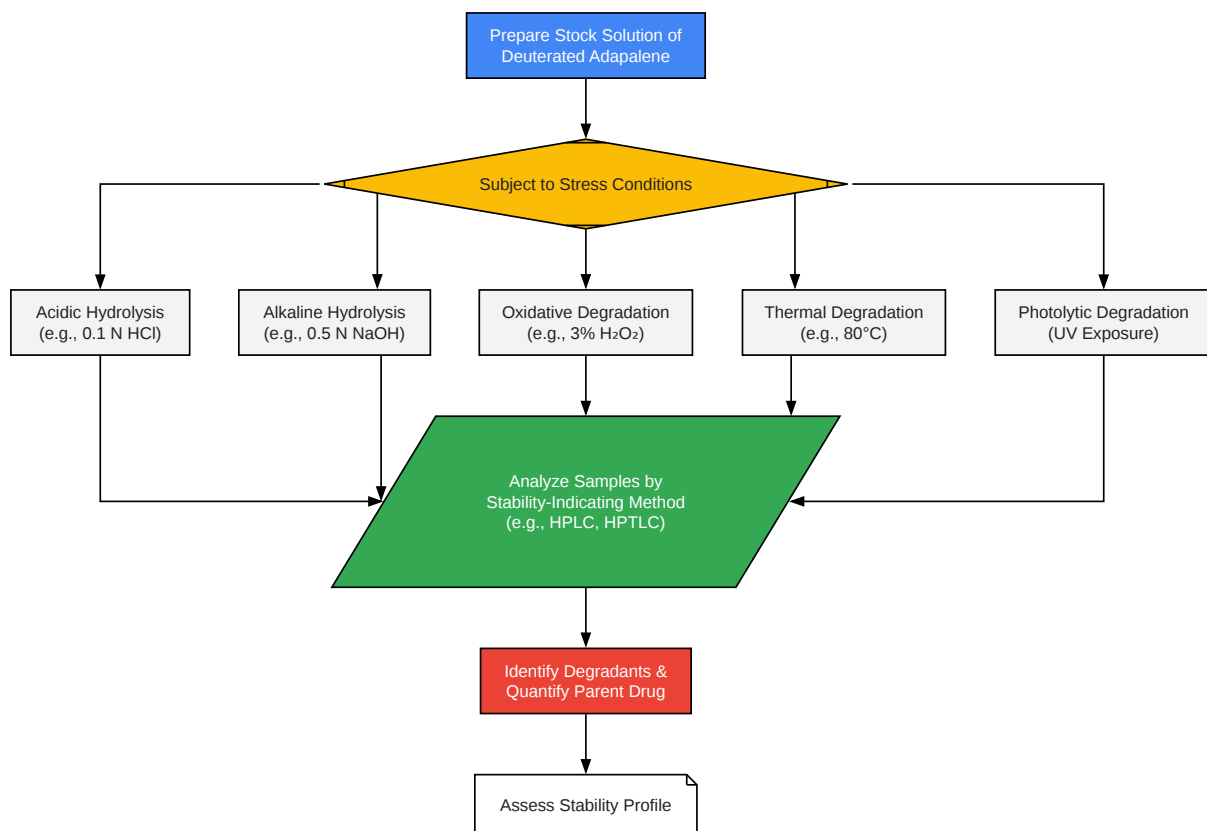 Prepare Stock Solution of
Deuterated Adapalene
Subject to Stress Conditions
Acidic Hydrolysis
(e.g., 0.1 N HCl)
Alkaline Hydrolysis
(e.g., 0.5 N NaOH)
Oxidative Degradation
(e.g., 3% H₂O₂)
Thermal Degradation
(e.g., 80°C)
Photolytic Degradation
(UV Exposure)
Analyze Samples by
Stability-Indicating Method
(e.g., HPLC, HPTLC)
Identify Degradants &
Quantify Parent Drug
Assess Stability Profile